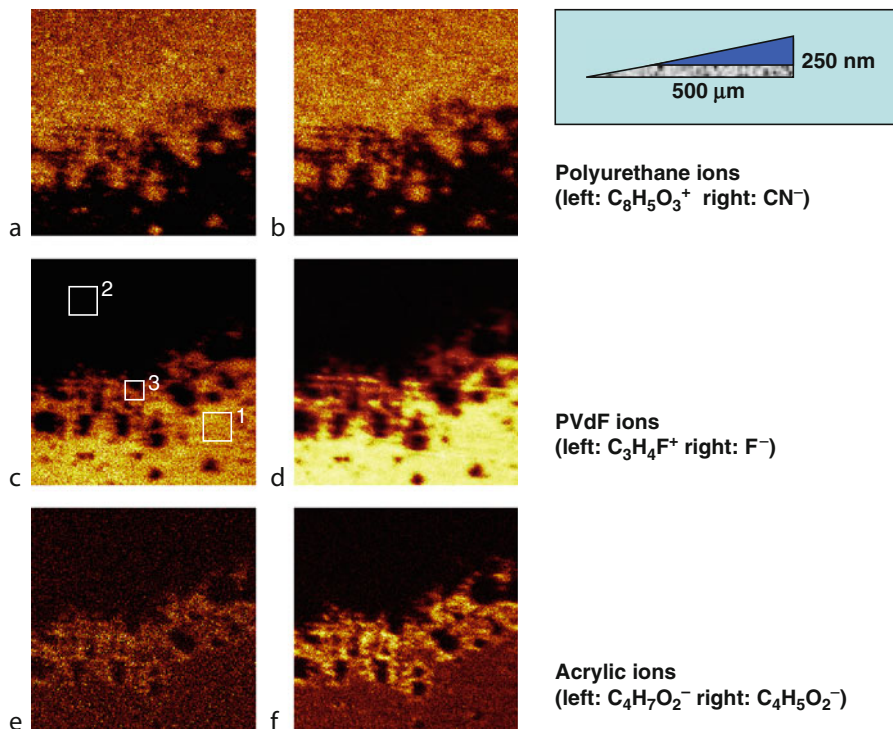 250 nm
500 μm
Polyurethane ions
(left: C₈H₅O₃⁺ right: CN⁻)
a
b
2
3
1
PVdF ions
(left: C₃H₄F⁺ right: F⁻)
c
d
Acrylic ions
(left: C₄H₇O₂⁻ right: C₄H₅O₂⁻)
e
f